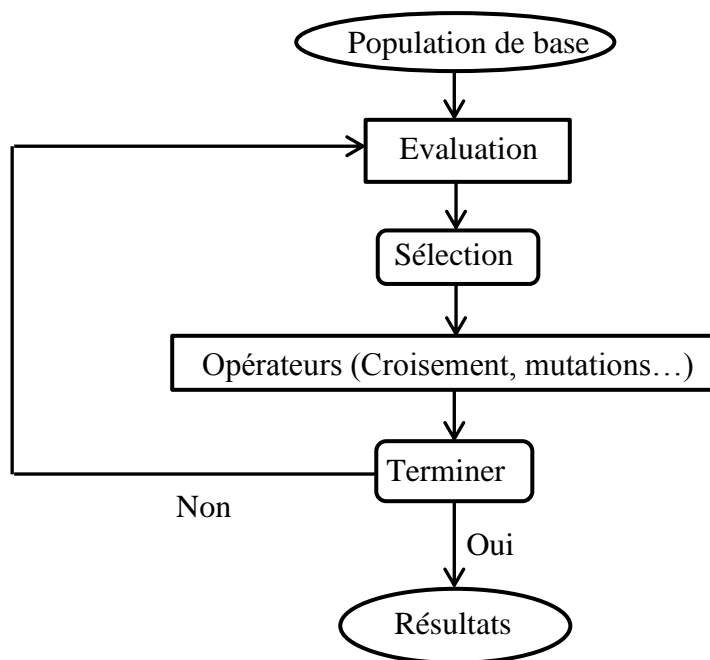 Population de base
Evaluation
Sélection
Opérateurs (Croisement, mutations…)
Terminer
Non
Oui
Résultats